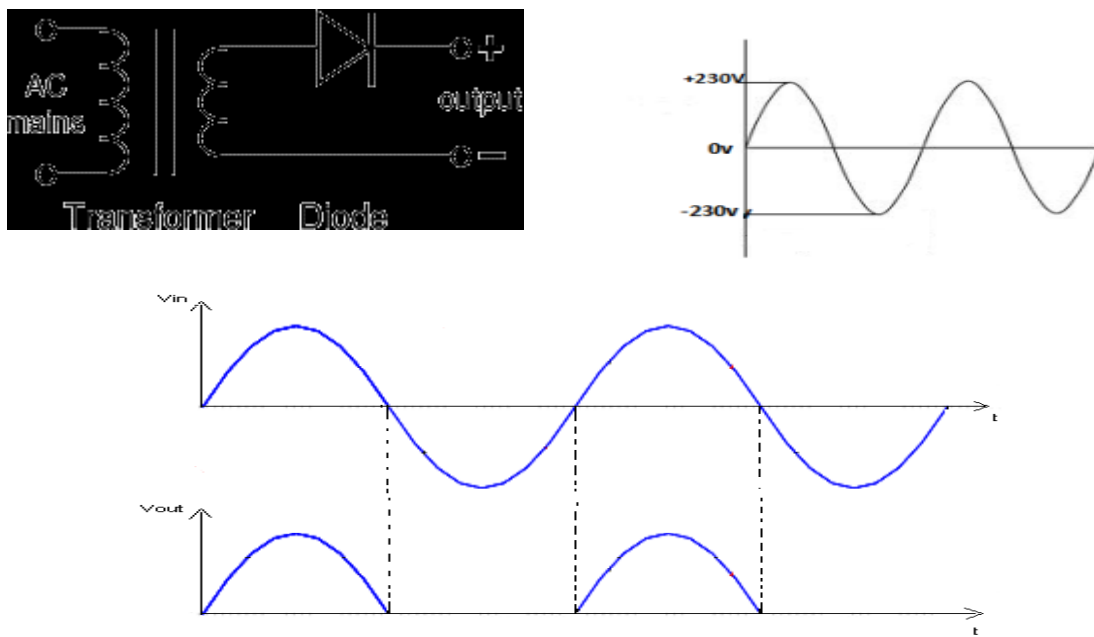 AC
mains
+
output
−
Transformer Diode
+230V
0v
-230v
Vin
t
Vout
t